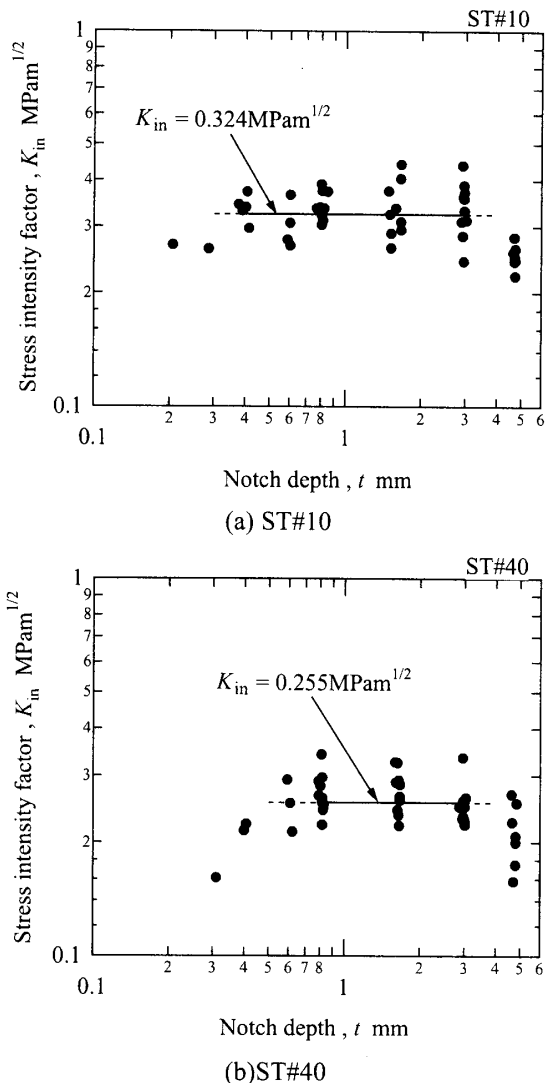 ST#10
1
9
8
7
6
5
4
3
2
0.1
Stress intensity factor , K_in MPam^1/2
K_in = 0.324MPam^1/2
2 3 4 5 6 7 8 2 3 4 5 6
0.1 1
Notch depth , t mm
(a) ST#10
ST#40
1
9
8
7
6
5
4
3
2
0.1
Stress intensity factor , K_in MPam^1/2
K_in = 0.255MPam^1/2
2 3 4 5 6 7 8 2 3 4 5 6
0.1 1
Notch depth , t mm
(b)ST#40